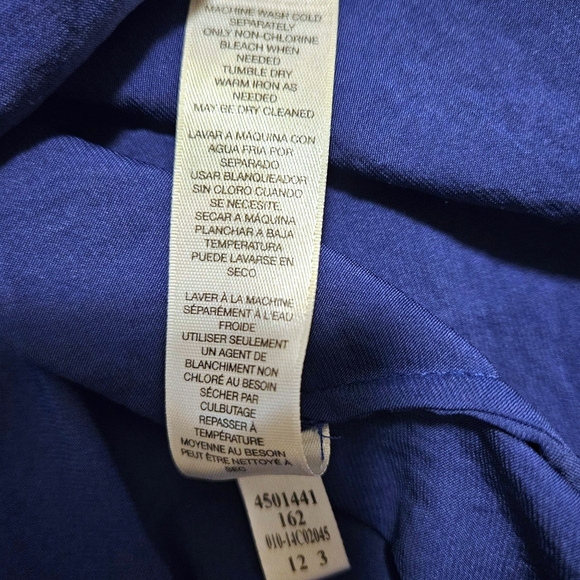 MACHINE WASH COLD
SEPARATELY
ONLY NON-CHLORINE
BLEACH WHEN
NEEDED
TUMBLE DRY
WARM IRON AS
NEEDED
MAY BE DRY CLEANED
LAVAR A MÁQUINA CON
AGUA FRIA POR
SEPARADO
USAR BLANQUEADOR
SIN CLORO CUANDO
SE NECESITE.
SECAR A MÁQUINA
PLANCHAR A BAJA
TEMPERATURA
PUEDE LAVARSE EN
SECO
LAVER À LA MACHINE
SÉPARÉMENT À L'EAU
FROIDE
UTILISER SEULEMENT
UN AGENT DE
BLANCHIMENT NON
CHLORÉ AU BESOIN
SÉCHER PAR
CULBUTAGE
REPASSER À
TEMPÉRATURE
MOYENNE AU BESOIN
PEUT ÊTRE NETTOYÉ A
SEC
4501441
162
010-14C02045
12 3